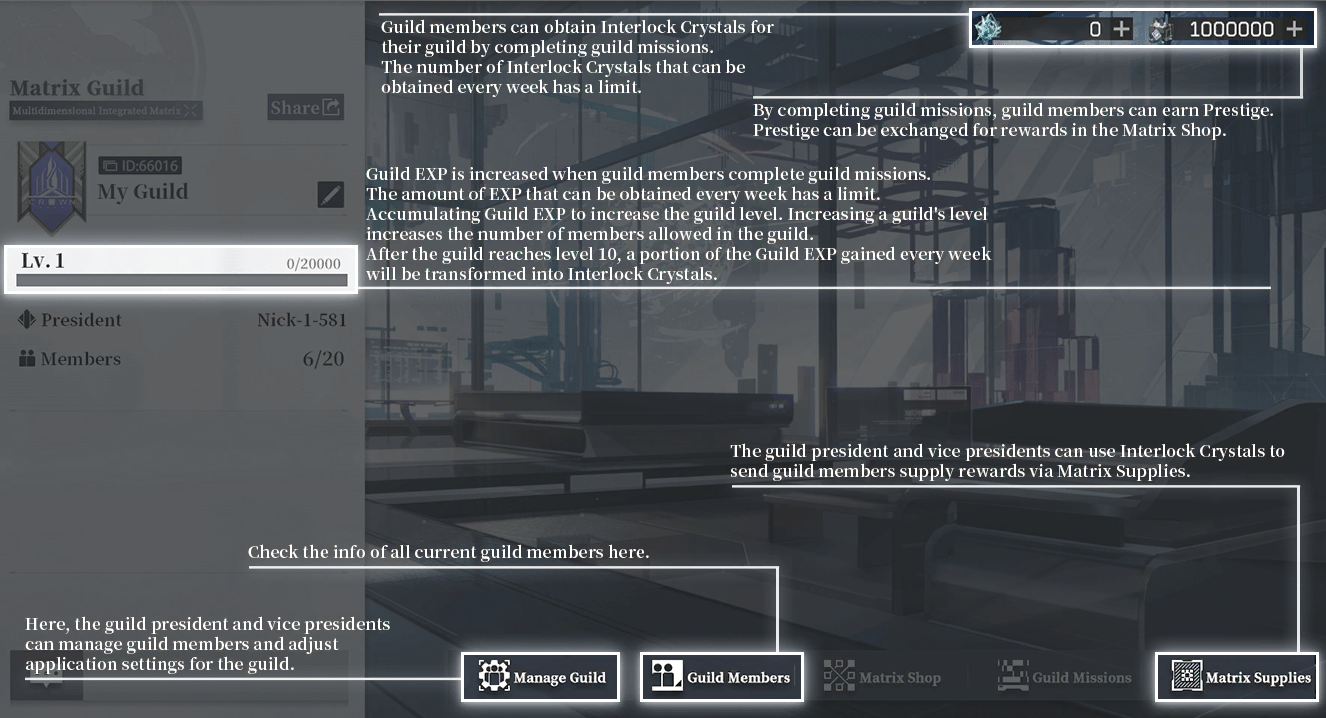 Guild members can obtain Interlock Crystals for
their guild by completing guild missions.
The number of Interlock Crystals that can be
obtained every week has a limit.
0
1000000
By completing guild missions, guild members can earn Prestige.
Prestige can be exchanged for rewards in the Matrix Shop.
Matrix Guild
Multidimensional Integrated Matrix
Share
ID:66016
My Guild
CROWN
Guild EXP is increased when guild members complete guild missions.
The amount of EXP that can be obtained every week has a limit.
Accumulating Guild EXP to increase the guild level. Increasing a guild's level
increases the number of members allowed in the guild.
After the guild reaches level 10, a portion of the Guild EXP gained every week
will be transformed into Interlock Crystals.
Lv.1
0/20000
President
Nick-1-581
Members
6/20
The guild president and vice presidents can use Interlock Crystals to
send guild members supply rewards via Matrix Supplies.
Check the info of all current guild members here.
Here, the guild president and vice presidents
can manage guild members and adjust
application settings for the guild.
Manage Guild
Guild Members
Matrix Shop
Guild Missions
Matrix Supplies